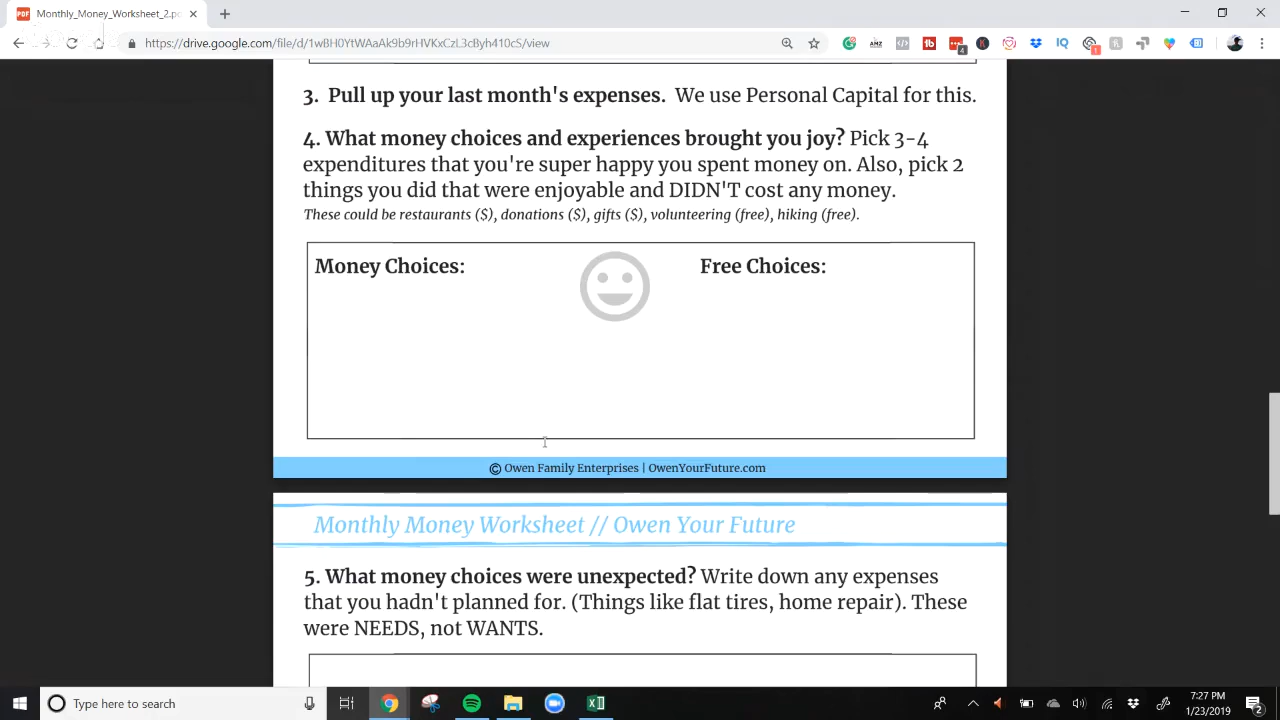 Monthly_Money_Worksheet_2.pd
https://drive.google.com/file/d/1wBH0YtWAaAk9b9rHVKxCzL3cByh410cS/view
3. Pull up your last month's expenses. We use Personal Capital for this.
4. What money choices and experiences brought you joy? Pick 3-4
expenditures that you're super happy you spent money on. Also, pick 2
things you did that were enjoyable and DIDN'T cost any money.
These could be restaurants ($), donations ($), gifts ($), volunteering (free), hiking (free).
Money Choices:
Free Choices:
© Owen Family Enterprises | OwenYourFuture.com
Monthly Money Worksheet // Owen Your Future
5. What money choices were unexpected? Write down any expenses
that you hadn't planned for. (Things like flat tires, home repair). These
were NEEDS, not WANTS.
Type here to search
7:27 PM
1/23/2019